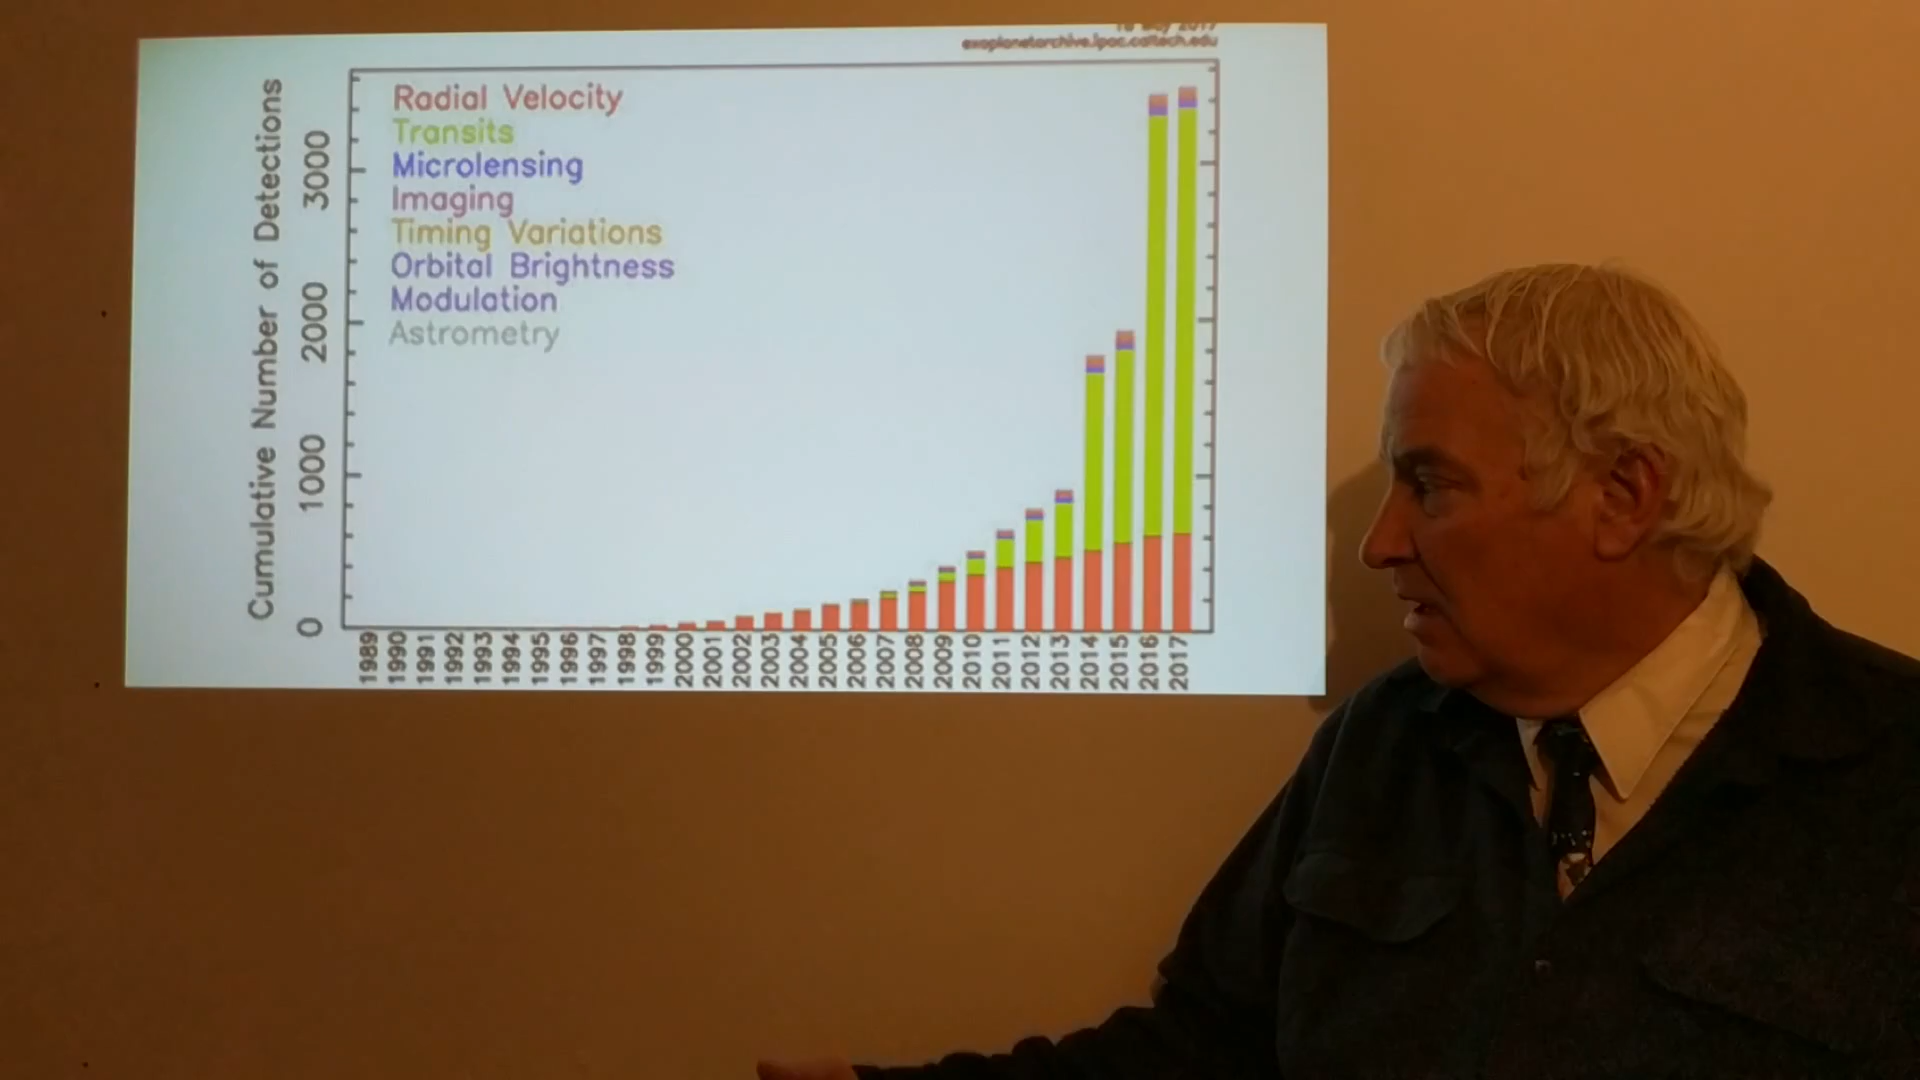 exoplanetarchive.ipac.caltech.edu
Radial Velocity
Transits
Microlensing
Imaging
Timing Variations
Orbital Brightness
Modulation
Astrometry
Cumulative Number of Detections
3000
2000
1000
0
1989 1990 1991 1992 1993 1994 1995 1996 1997 1998 1999 2000 2001 2002 2003 2004 2005 2006 2007 2008 2009 2010 2011 2012 2013 2014 2015 2016 2017